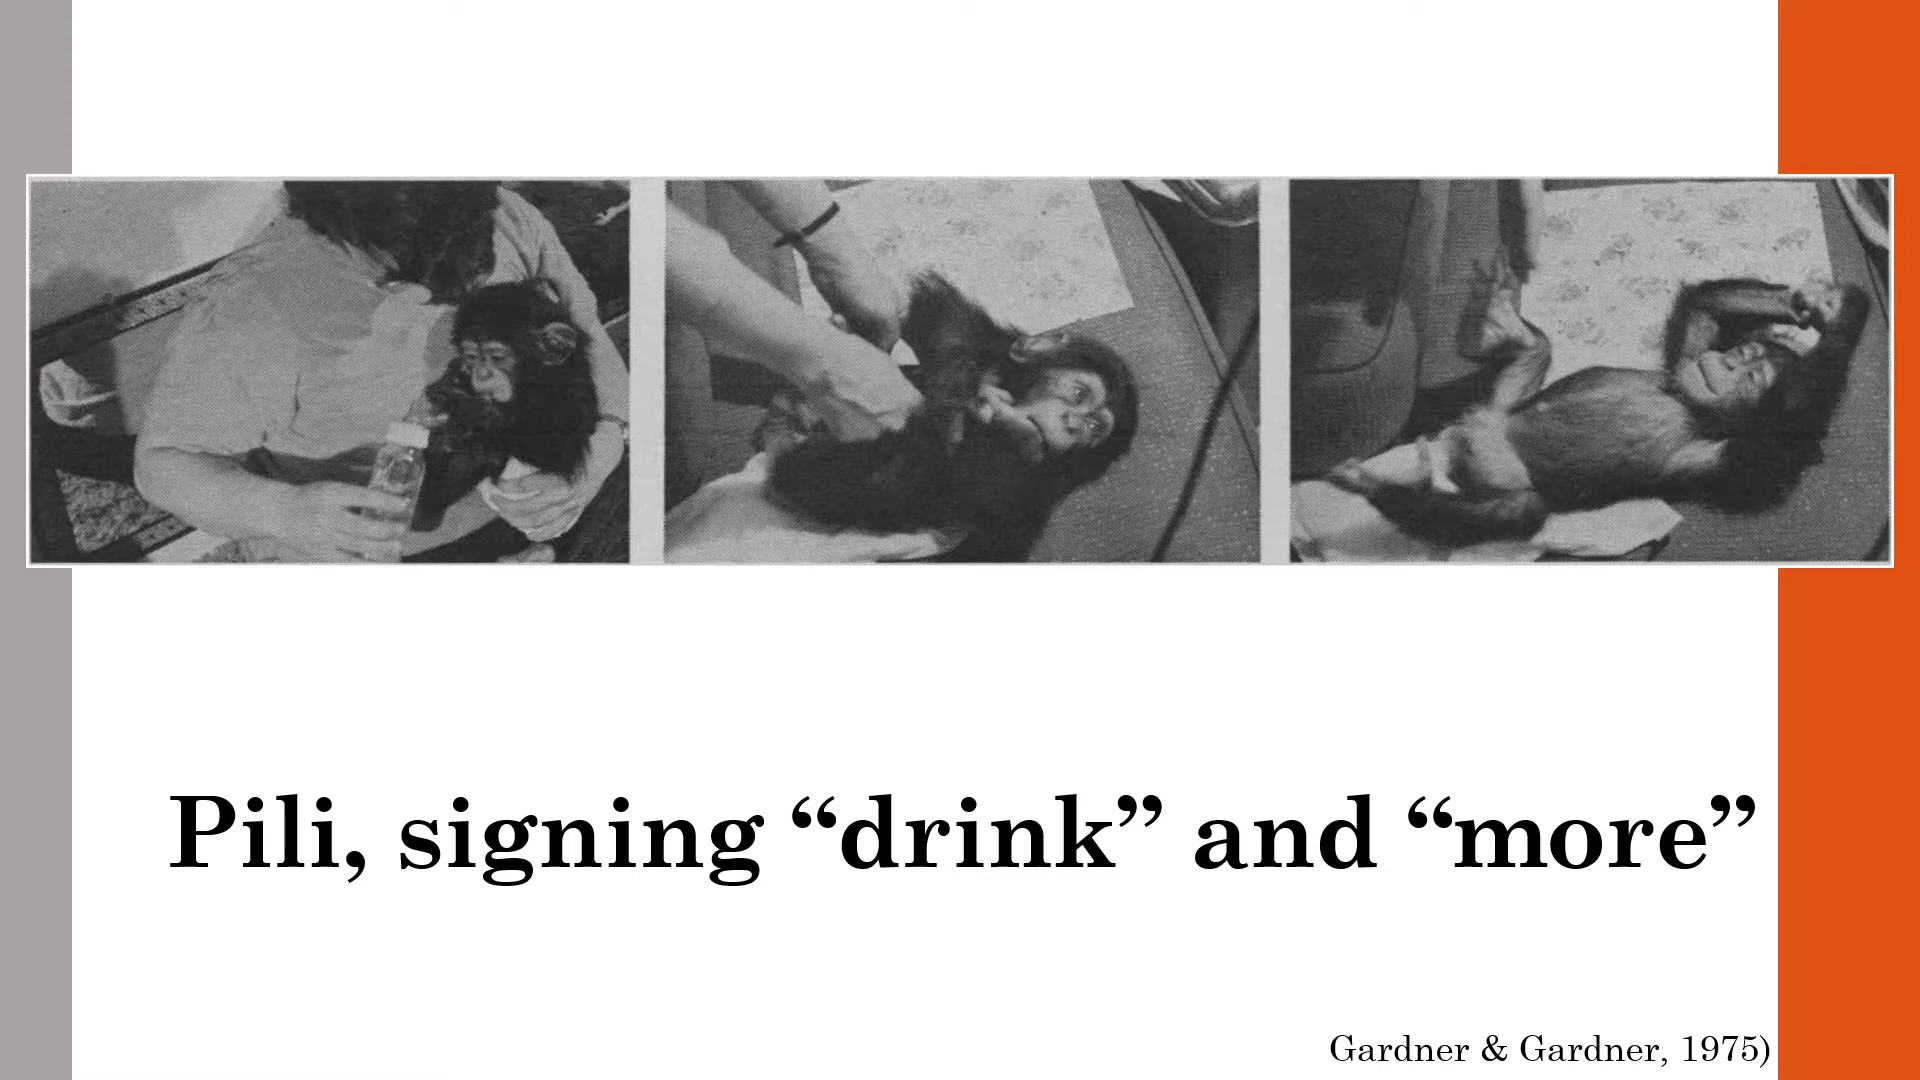 Pili, signing “drink” and “more”
Gardner & Gardner, 1975)